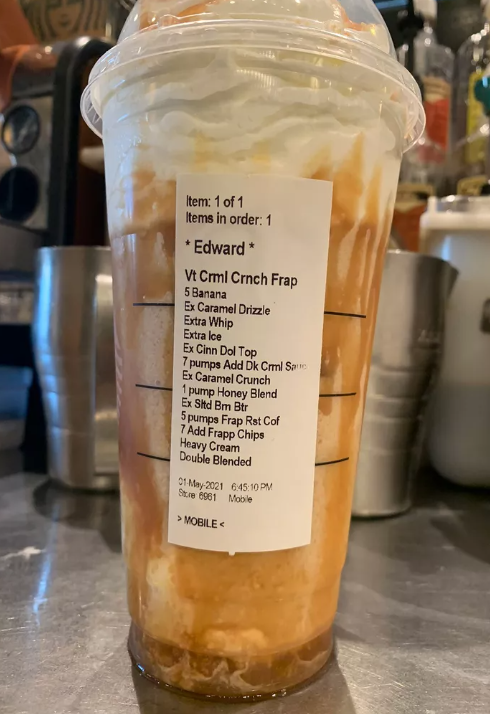 Item: 1 of 1
Items in order: 1
* Edward *
Vt Crml Crnch Frap
5 Banana
Ex Caramel Drizzle
Extra Whip
Extra Ice
Ex Cinn Dol Top
7 pumps Add Dk Crml Sauc
Ex Caramel Crunch
1 pump Honey Blend
Ex Sltd Brn Btr
5 pumps Frap Rst Cof
7 Add Frapp Chips
Heavy Cream
Double Blended
01-May-2021 6:45:10 PM
Store 6981 Mobile
> MOBILE <